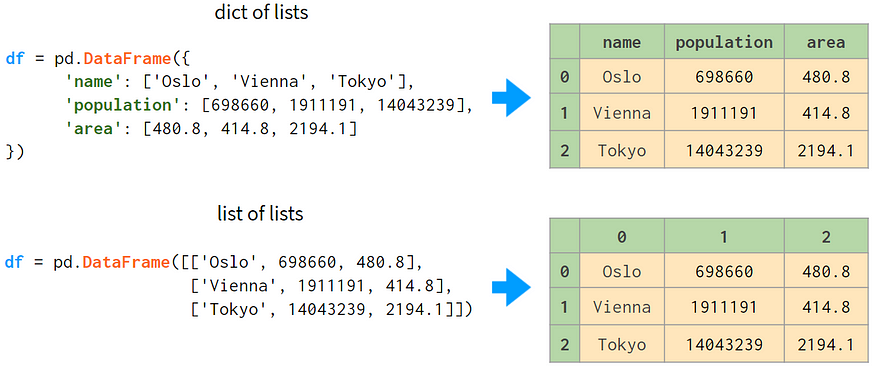 dict of lists
df = pd.DataFrame({
'name': ['Oslo', 'Vienna', 'Tokyo'],
'population': [698660, 1911191, 14043239],
'area': [480.8, 414.8, 2194.1]
})
name population area
0 Oslo 698660 480.8
1 Vienna 1911191 414.8
2 Tokyo 14043239 2194.1
list of lists
df = pd.DataFrame([['Oslo', 698660, 480.8],
['Vienna', 1911191, 414.8],
['Tokyo', 14043239, 2194.1]])
0 1 2
0 Oslo 698660 480.8
1 Vienna 1911191 414.8
2 Tokyo 14043239 2194.1